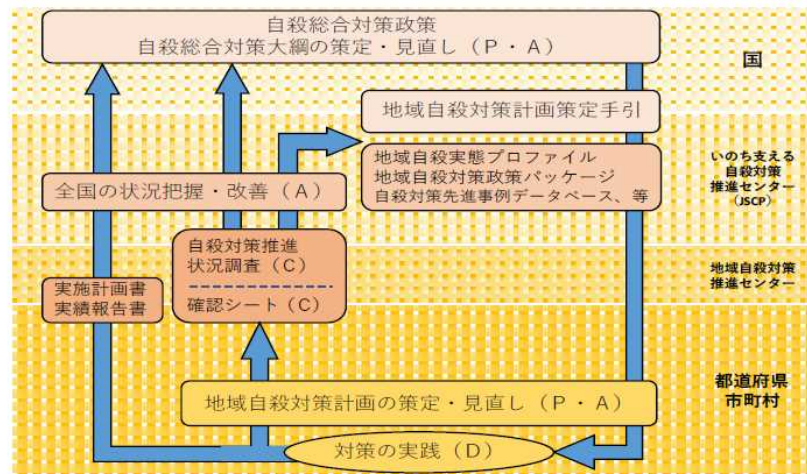 自殺総合対策政策
自殺総合対策大綱の策定・見直し（P・A）
国
地域自殺対策計画策定手引
地域自殺実態プロファイル
地域自殺対策政策パッケージ
自殺対策先進事例データベース、等
いのち支える
自殺対策
推進センター
（JSCP）
全国の状況把握・改善（A）
自殺対策推進
状況調査（C）
確認シート（C）
地域自殺対策
推進センター
実施計画書
実績報告書
都道府県
市町村
地域自殺対策計画の策定・見直し（P・A）
対策の実践（D）